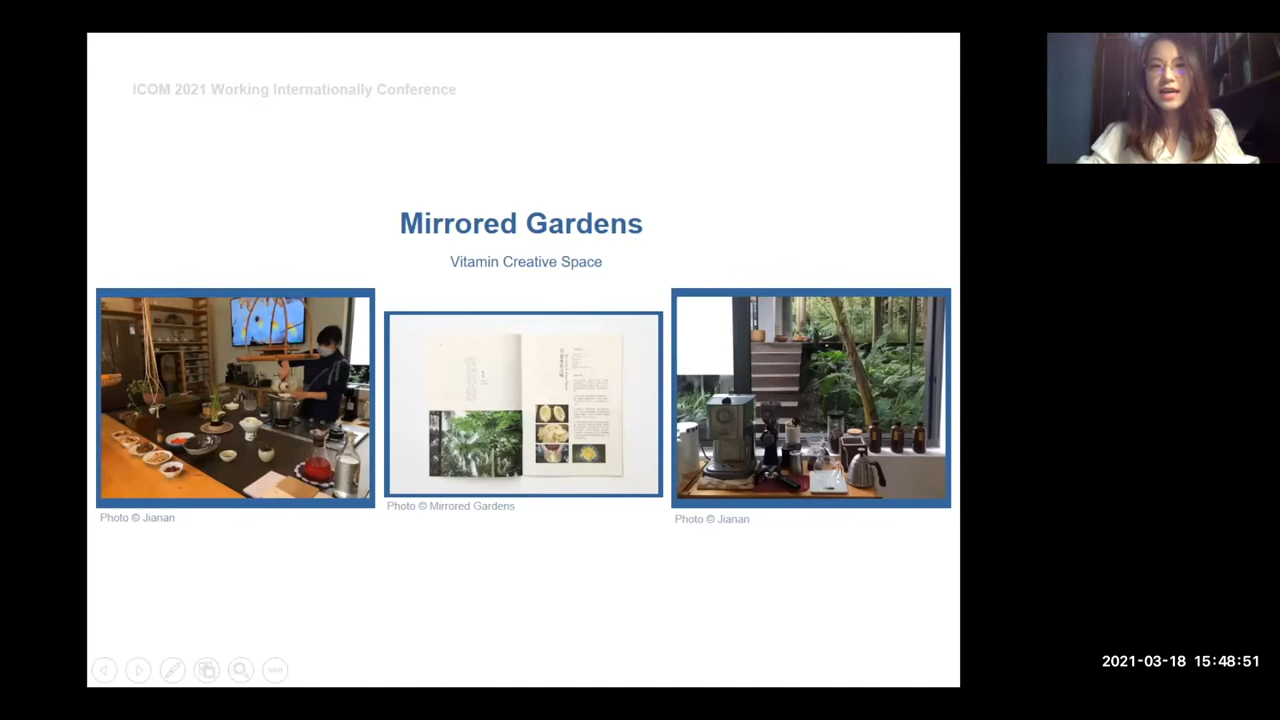 ICOM 2021 Working Internationally Conference
Mirrored Gardens
Vitamin Creative Space
Photo © Jianan
Photo © Mirrored Gardens
Photo © Jianan
2021-03-18 15:48:51